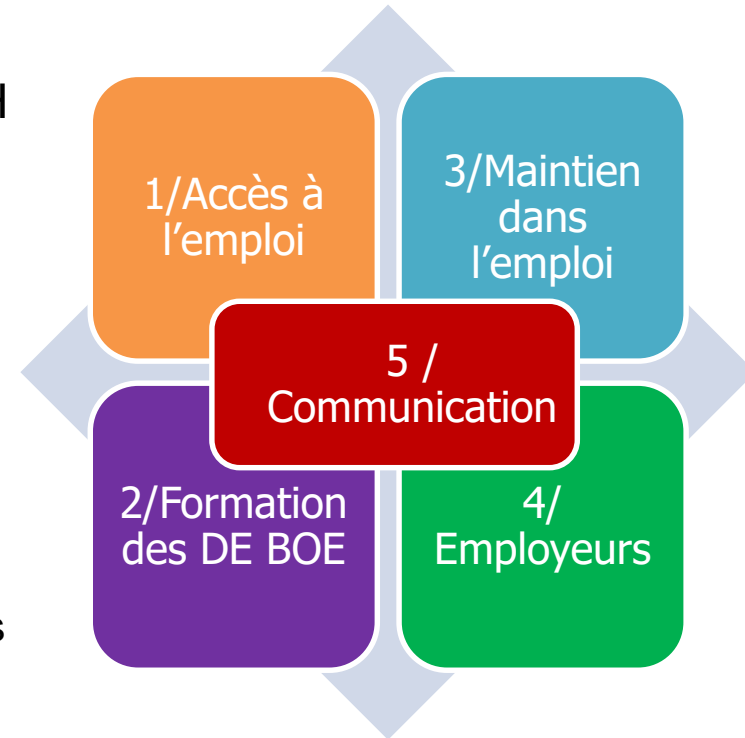 1/Accès à
l’emploi
3/Maintien
dans
l’emploi
5 /
Communication
2/Formation
des DE BOE
4/
Employeurs
s